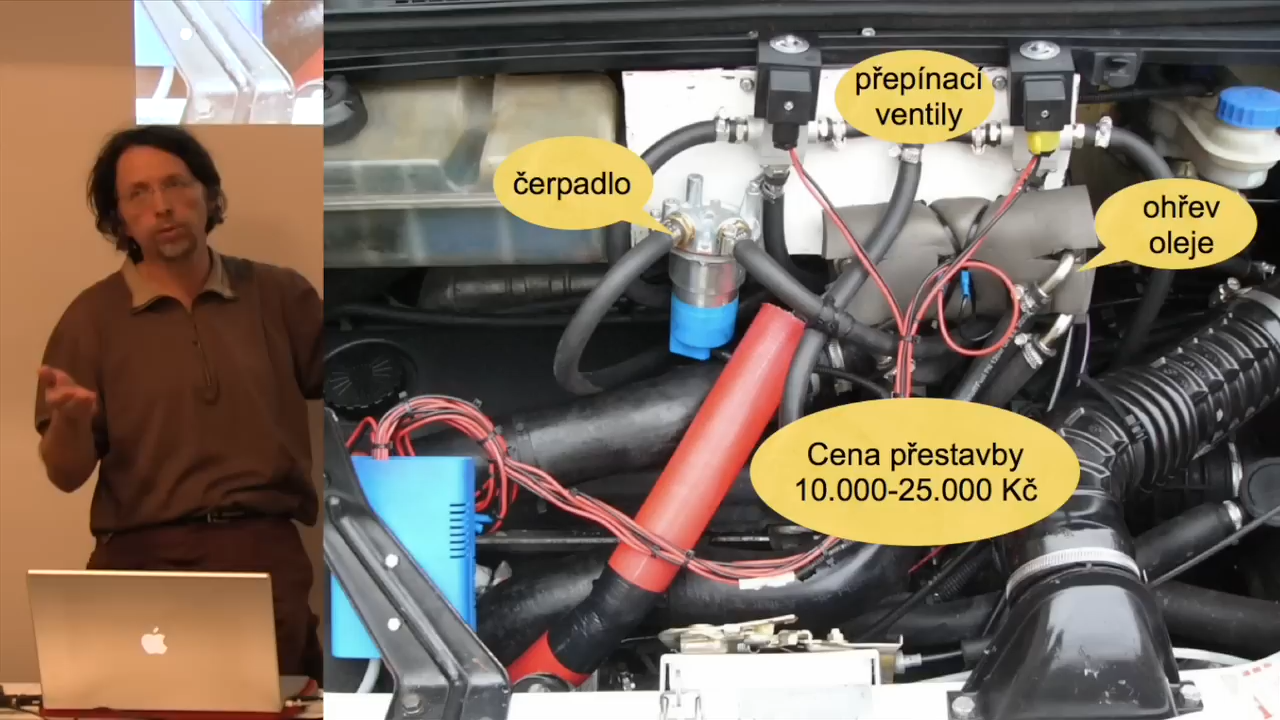 přepínací
ventily
čerpadlo
ohřev
oleje
Cena přestavby
10.000-25.000 Kč